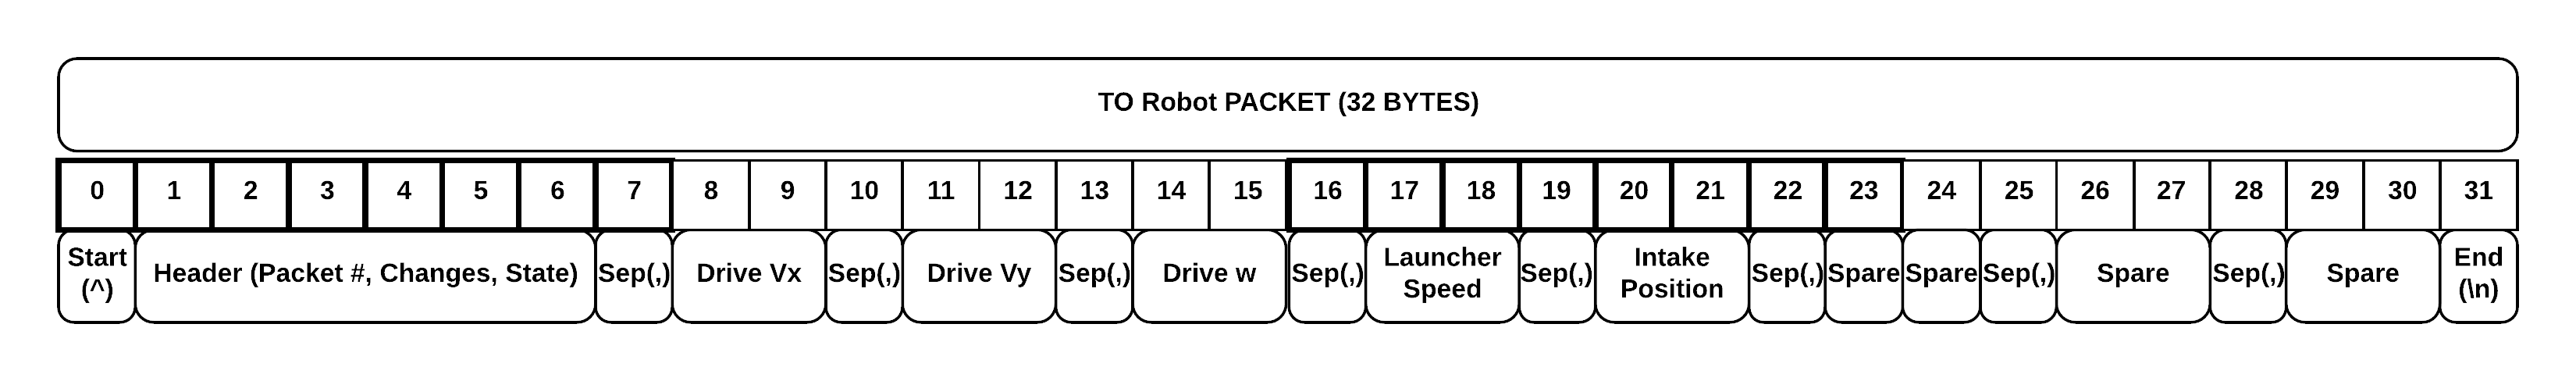 TO Robot PACKET (32 BYTES)
0 1 2 3 4 5 6 7 8 9 10 11 12 13 14 15 16 17 18 19 20 21 22 23 24 25 26 27 28 29 30 31
Start
(^)
Header (Packet #, Changes, State)
Sep(,)
Drive Vx
Sep(,)
Drive Vy
Sep(,)
Drive w
Sep(,)
Launcher
Speed
Sep(,)
Intake
Position
Sep(,)
Spare
Spare
Sep(,)
Spare
Sep(,)
Spare
End
(\n)